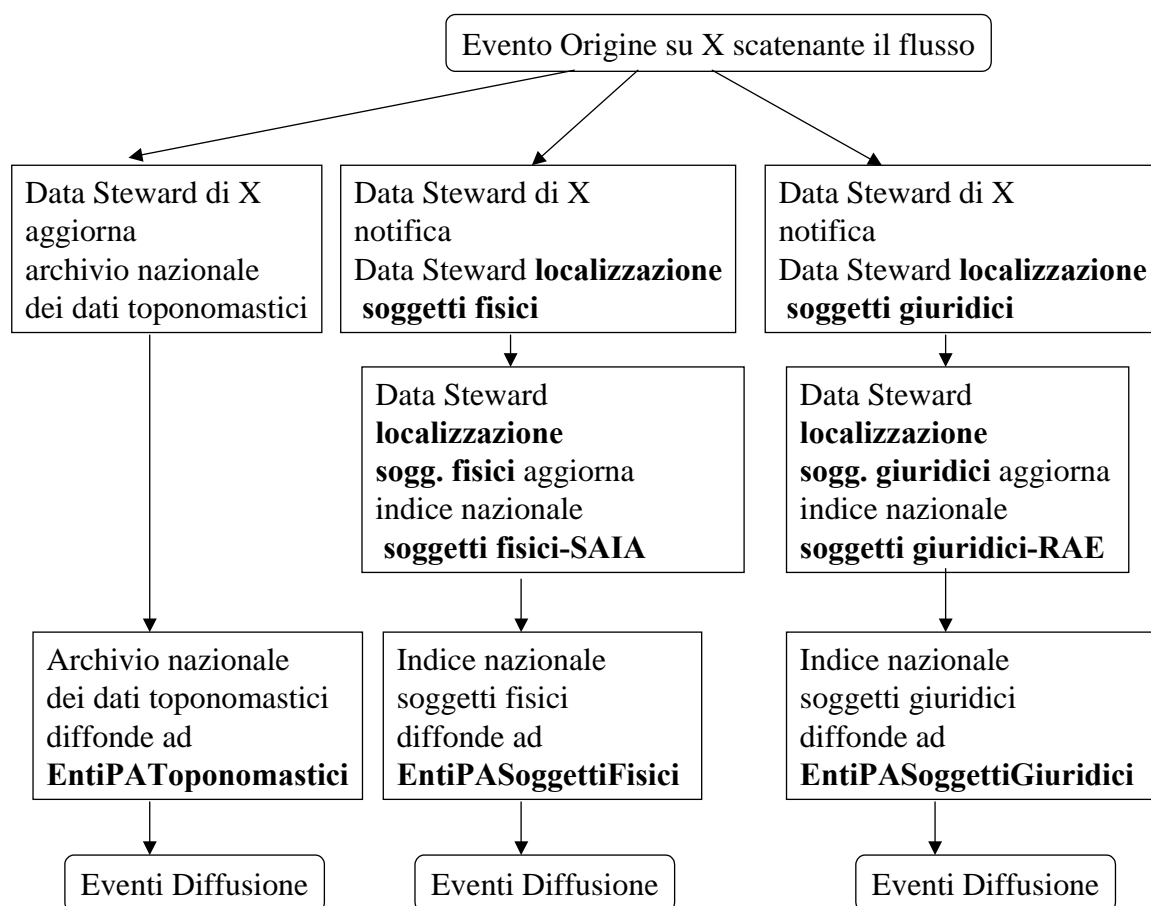 Evento Origine su X scatenante il flusso
Data Steward di X
aggiorna
archivio nazionale
dei dati toponomastici
Data Steward di X
notifica
Data Steward localizzazione
soggetti fisici
Data Steward di X
notifica
Data Steward localizzazione
soggetti giuridici
Data Steward
localizzazione
sogg. fisici aggiorna
indice nazionale
soggetti fisici-SAIA
Data Steward
localizzazione
sogg. giuridici aggiorna
indice nazionale
soggetti giuridici-RAE
Archivio nazionale
dei dati toponomastici
diffonde ad
EntiPAToponomastici
Indice nazionale
soggetti fisici
diffonde ad
EntiPASoggettiFisici
Indice nazionale
soggetti giuridici
diffonde ad
EntiPASoggettiGiuridici
Eventi Diffusione
Eventi Diffusione
Eventi Diffusione